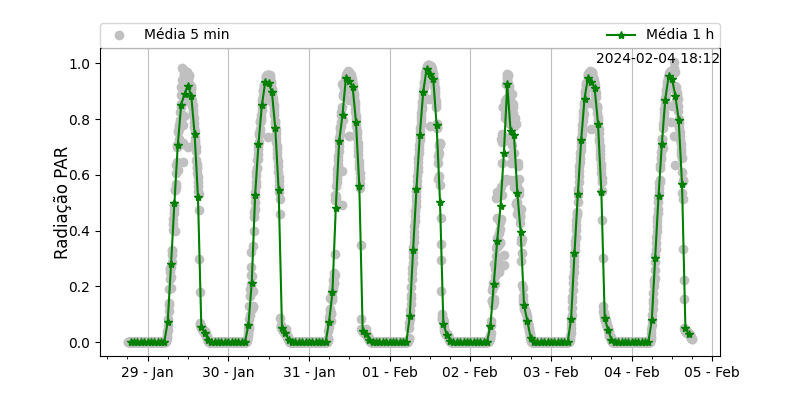 Média 5 min
Média 1 h
2024-02-04 18:12
Radiação PAR
1.0
0.8
0.6
0.4
0.2
0.0
29 - Jan
30 - Jan
31 - Jan
01 - Feb
02 - Feb
03 - Feb
04 - Feb
05 - Feb